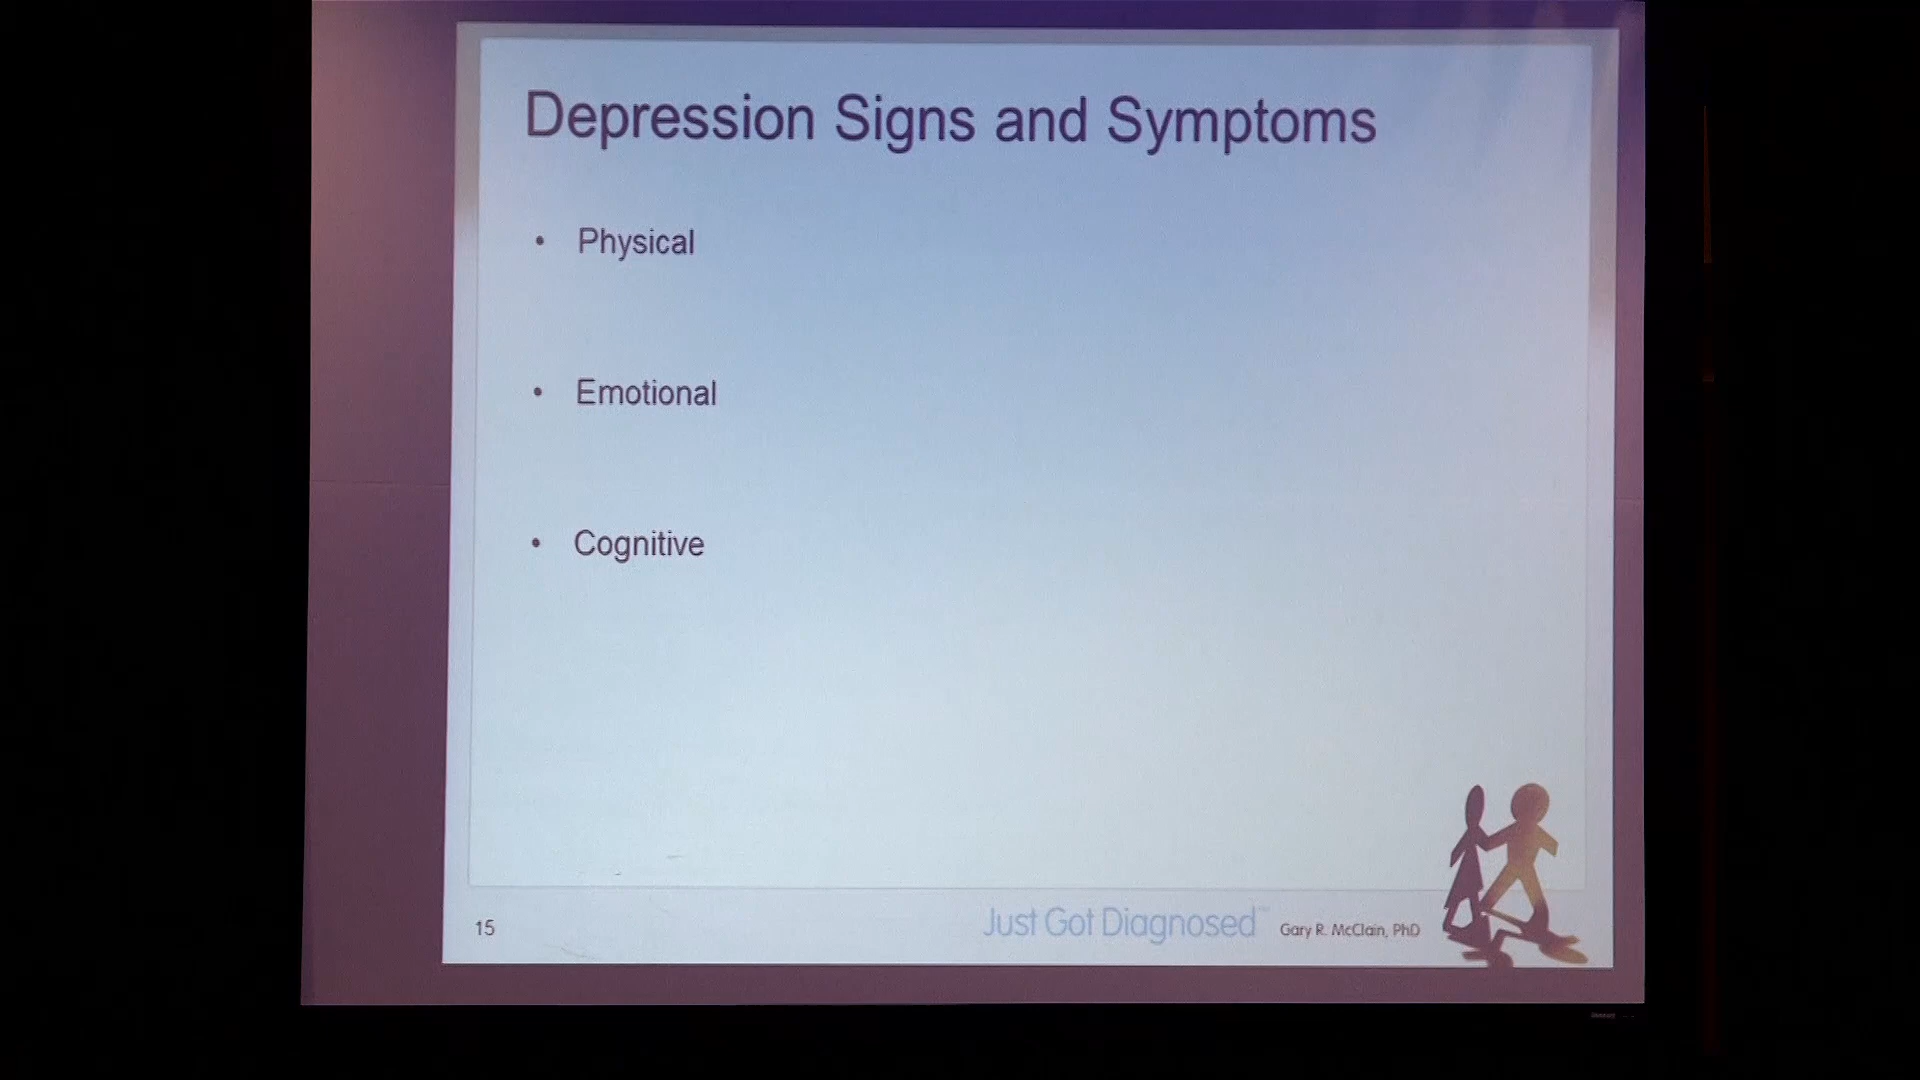 Depression Signs and Symptoms
• Physical
• Emotional
• Cognitive
15
Just Got Diagnosed
Gary R. McClain, PhD